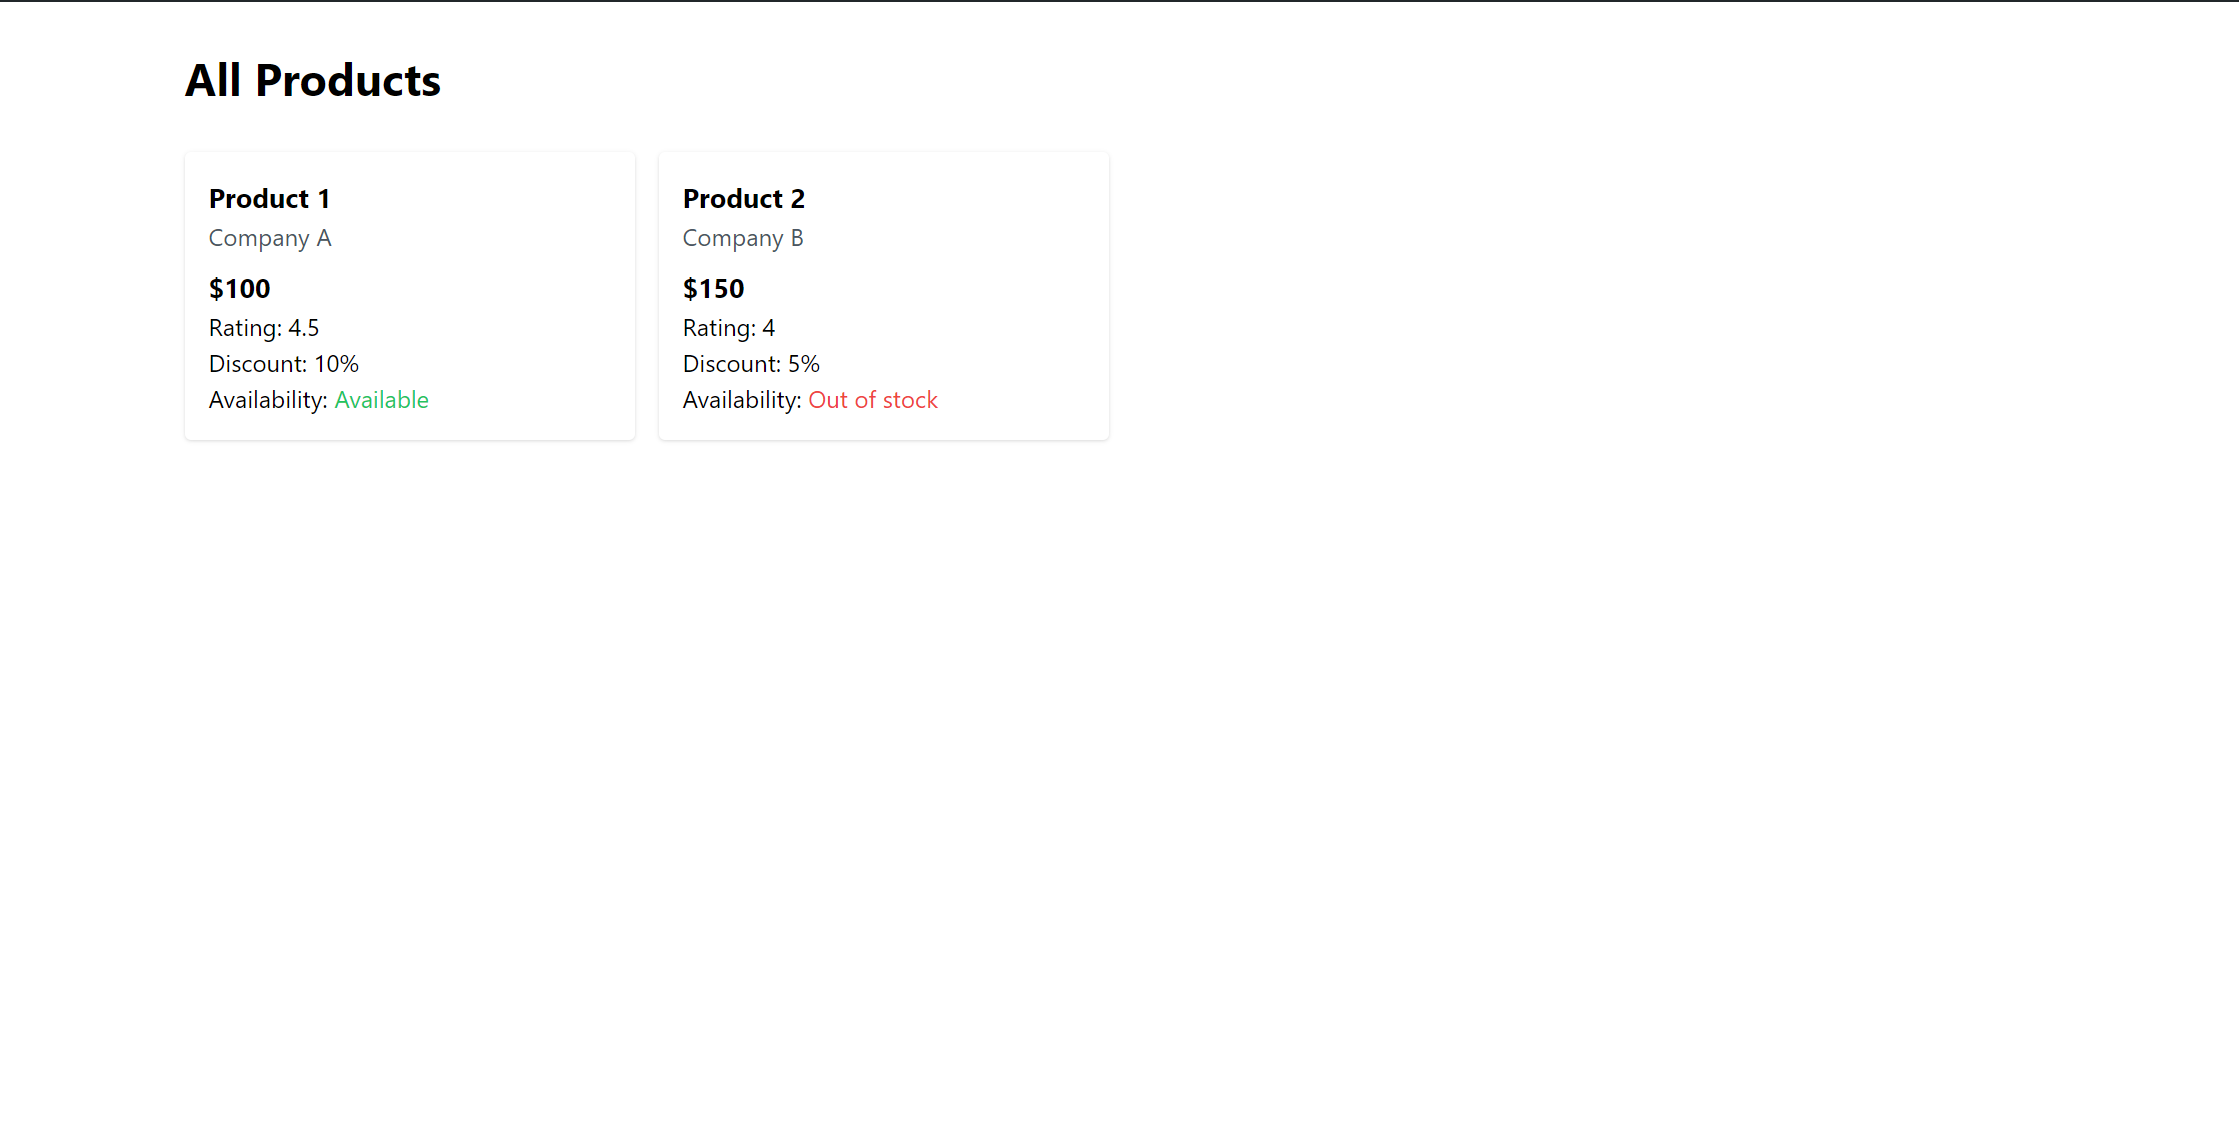 All Products
Product 1
Company A
$100
Rating: 4.5
Discount: 10%
Availability: Available
Product 2
Company B
$150
Rating: 4
Discount: 5%
Availability: Out of stock